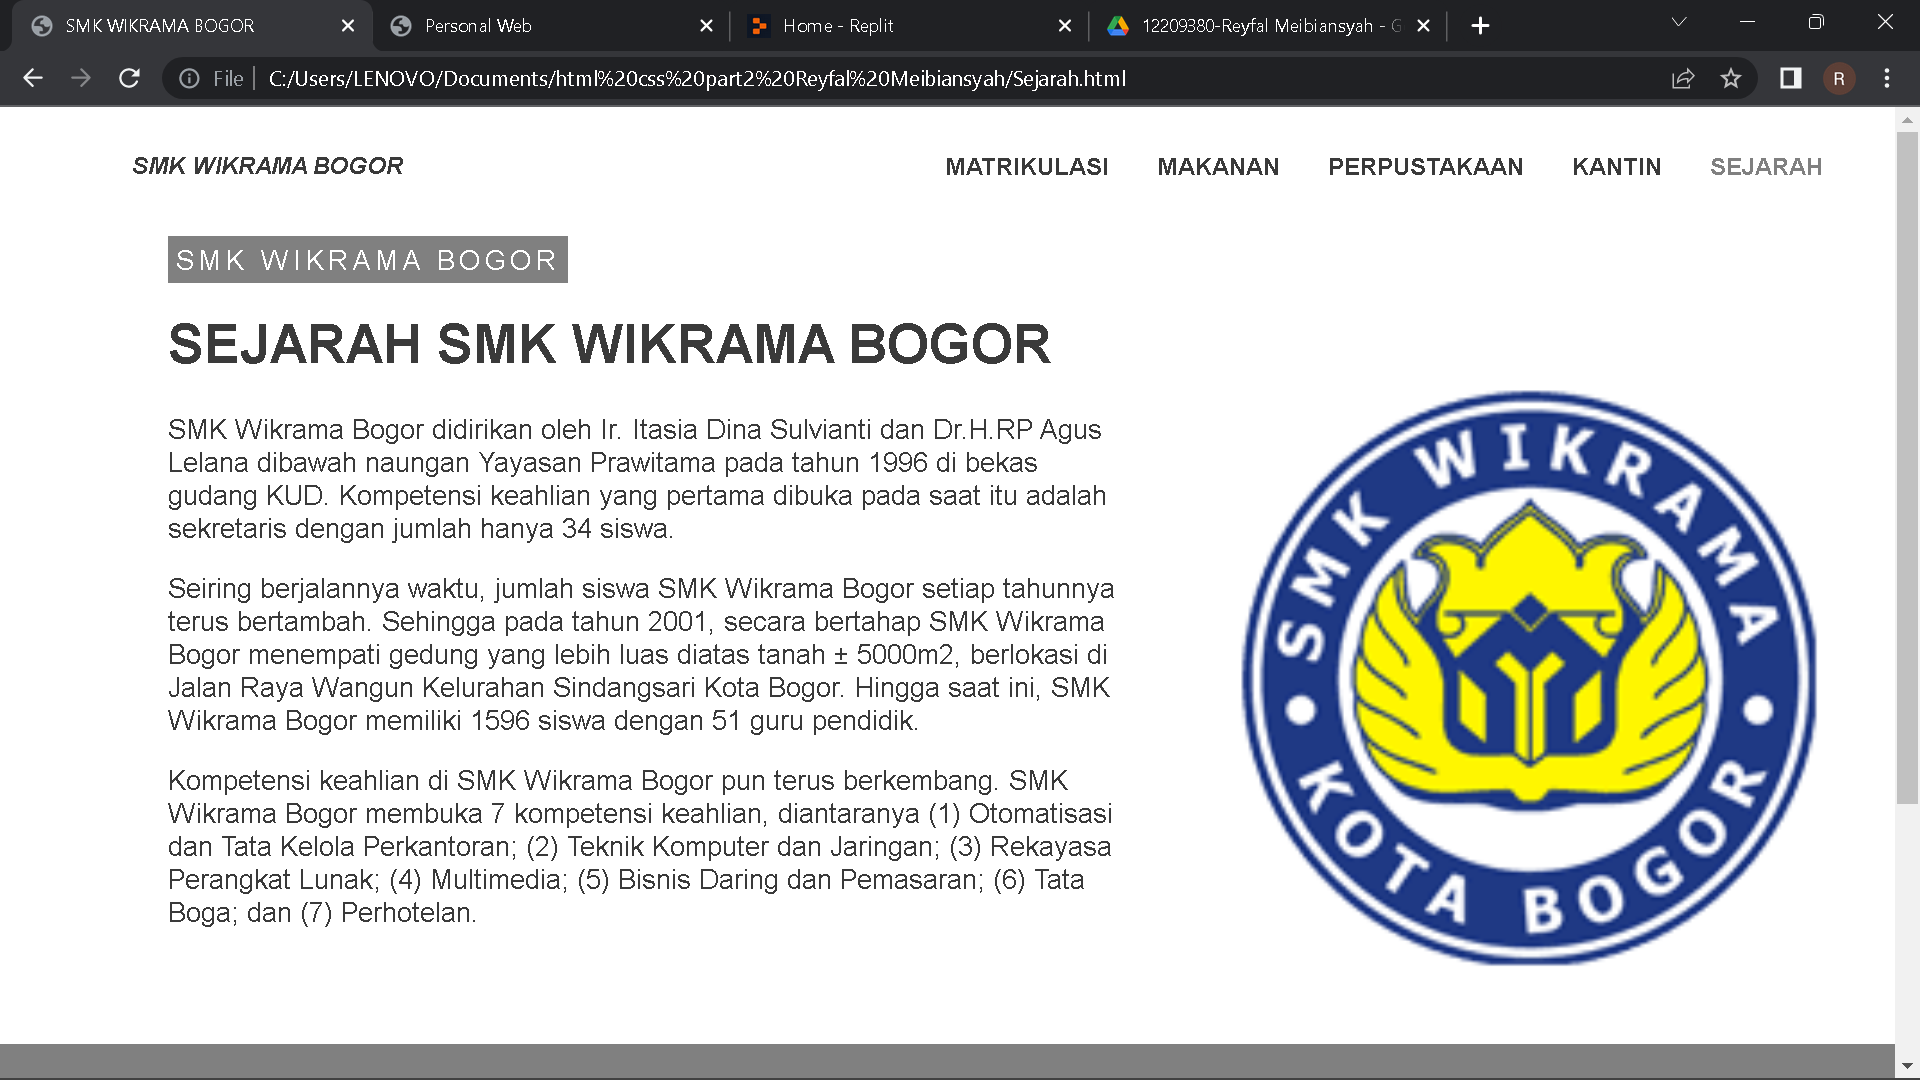 SMK WIKRAMA BOGOR
Personal Web
Home - Replit
12209380-Reyfal Meibiansyah - G
File
C:/Users/LENOVO/Documents/html%20css%20part2%20Reyfal%20Meibiansyah/Sejarah.html
R
SMK WIKRAMA BOGOR
MATRIKULASI
MAKANAN
PERPUSTAKAAN
KANTIN
SEJARAH
SMK WIKRAMA BOGOR
SEJARAH SMK WIKRAMA BOGOR
SMK Wikrama Bogor didirikan oleh Ir. Itasia Dina Sulvianti dan Dr.H.RP Agus
Lelana dibawah naungan Yayasan Prawitama pada tahun 1996 di bekas
gudang KUD. Kompetensi keahlian yang pertama dibuka pada saat itu adalah
sekretaris dengan jumlah hanya 34 siswa.
Seiring berjalannya waktu, jumlah siswa SMK Wikrama Bogor setiap tahunnya
terus bertambah. Sehingga pada tahun 2001, secara bertahap SMK Wikrama
Bogor menempati gedung yang lebih luas diatas tanah ± 5000m2, berlokasi di
Jalan Raya Wangun Kelurahan Sindangsari Kota Bogor. Hingga saat ini, SMK
Wikrama Bogor memiliki 1596 siswa dengan 51 guru pendidik.
Kompetensi keahlian di SMK Wikrama Bogor pun terus berkembang. SMK
Wikrama Bogor membuka 7 kompetensi keahlian, diantaranya (1) Otomatisasi
dan Tata Kelola Perkantoran; (2) Teknik Komputer dan Jaringan; (3) Rekayasa
Perangkat Lunak; (4) Multimedia; (5) Bisnis Daring dan Pemasaran; (6) Tata
Boga; dan (7) Perhotelan.
SMK WIKRAMA
KOTA BOGOR